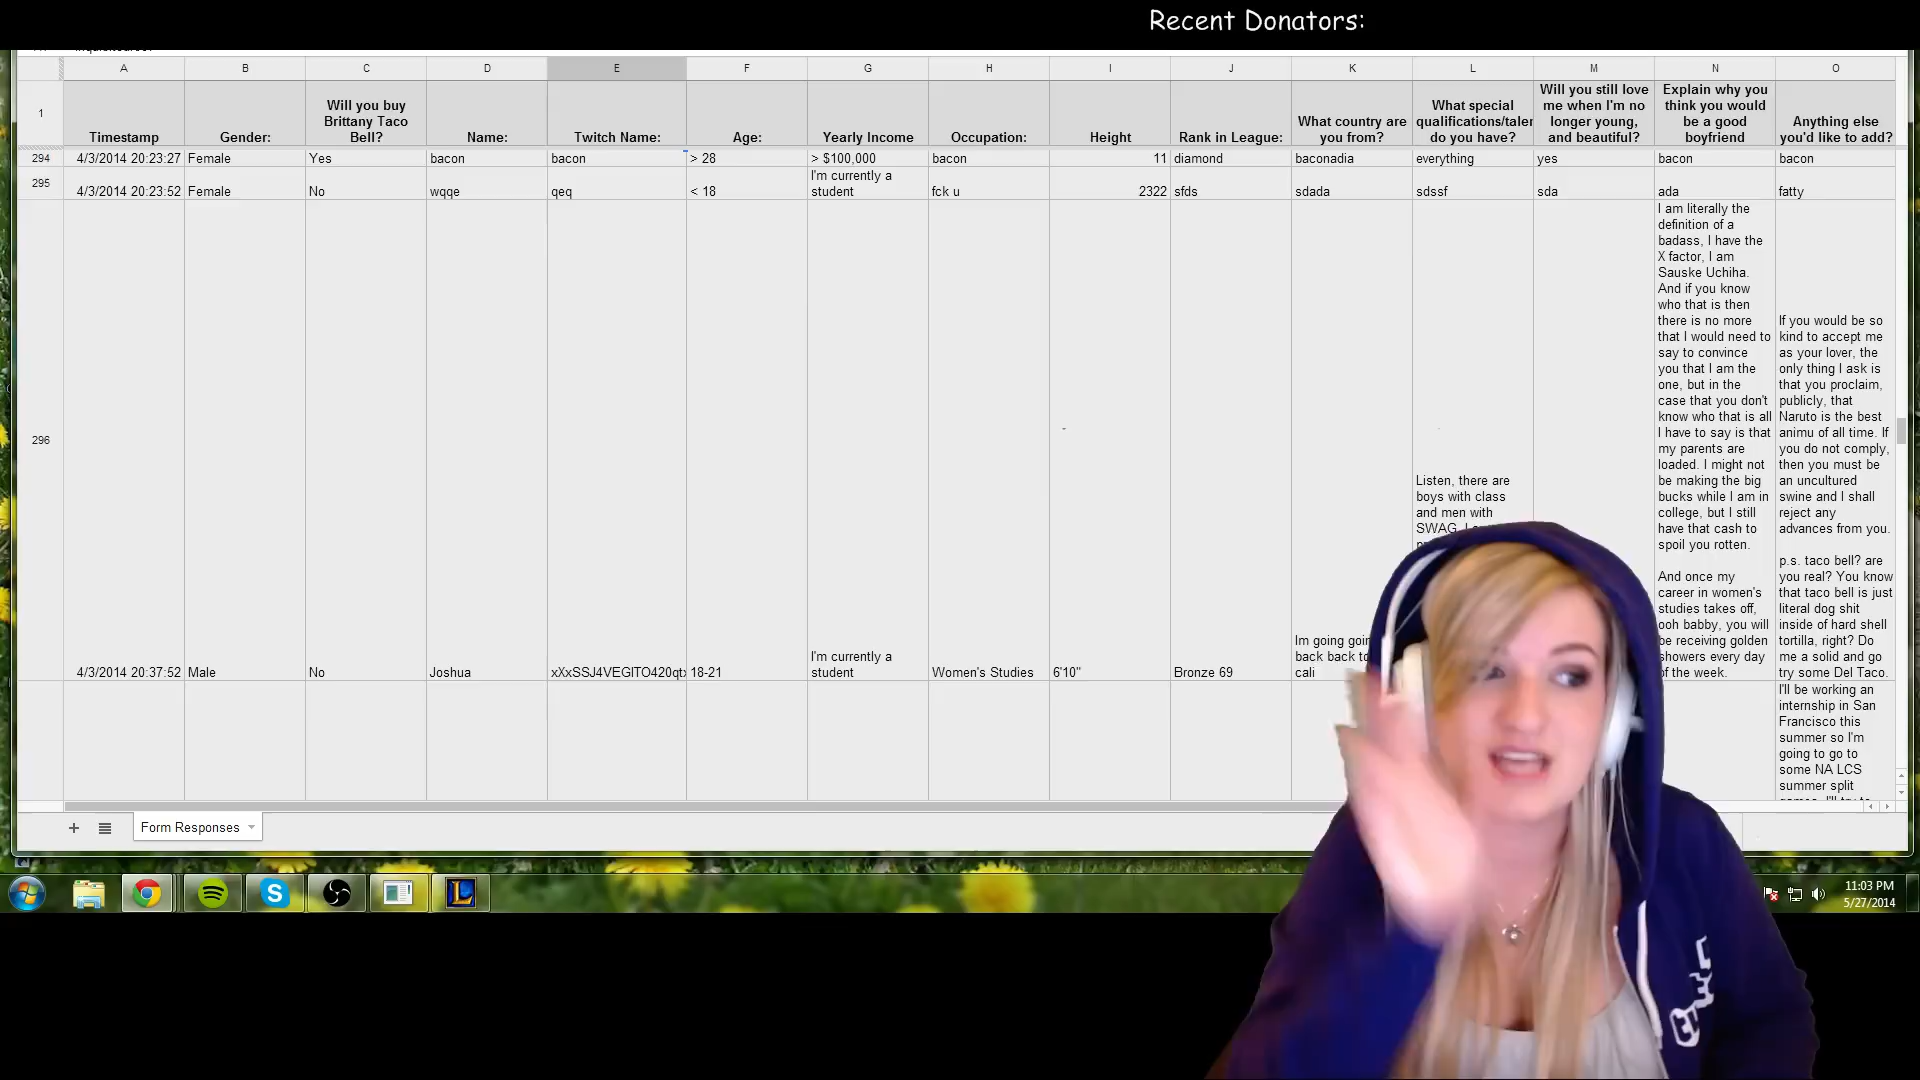 Recent Donators:
A B C D E F G H I J K L M N O
1
Timestamp
Gender:
Will you buy
Brittany Taco
Bell?
Name:
Twitch Name:
Age:
Yearly Income
Occupation:
Height
Rank in League:
What country are
you from?
What special
qualifications/taler
do you have?
Will you still love
me when I'm no
longer young,
and beautiful?
Explain why you
think you would
be a good
boyfriend
Anything else
you'd like to add?
294 4/3/2014 20:23:27 Female Yes bacon bacon > 28 > $100,000 bacon 11 diamond baconadia everything yes bacon bacon
295
I'm currently a
4/3/2014 20:23:52 Female No wqqe qeq < 18 student fck u 2322 sfds sdada sdssf sda ada fatty
296
4/3/2014 20:37:52 Male No Joshua xXxSSJ4VEGITO420qtx 18-21
I'm currently a
student
Women's Studies 6'10" Bronze 69
Im going goin
back back to
cali
Listen, there are
boys with class
and men with
SWAG,
I am literally the
definition of a
badass, I have the
X factor, I am
Sauske Uchiha.
And if you know
who that is then
there is no more
that I would need to
say to convince
you that I am the
one, but in the
case that you don't
know who that is all
I have to say is that
my parents are
loaded. I might not
be making the big
bucks while I am in
college, but I still
have that cash to
spoil you rotten.
And once my
career in women's
studies takes off,
ooh babby, you will
be receiving golden
showers every day
of the week.
If you would be so
kind to accept me
as your lover, the
only thing I ask is
that you proclaim,
publicly, that
Naruto is the best
animu of all time. If
you do not comply,
then you must be
an uncultured
swine and I shall
reject any
advances from you.
p.s. taco bell? are
you real? You know
that taco bell is just
literal dog shit
inside of hard shell
tortilla, right? Do
me a solid and go
try some Del Taco.
I'll be working an
internship in San
Francisco this
summer so I'm
going to go to
some NA LCS
summer split
Form Responses
11:03 PM
5/27/2014